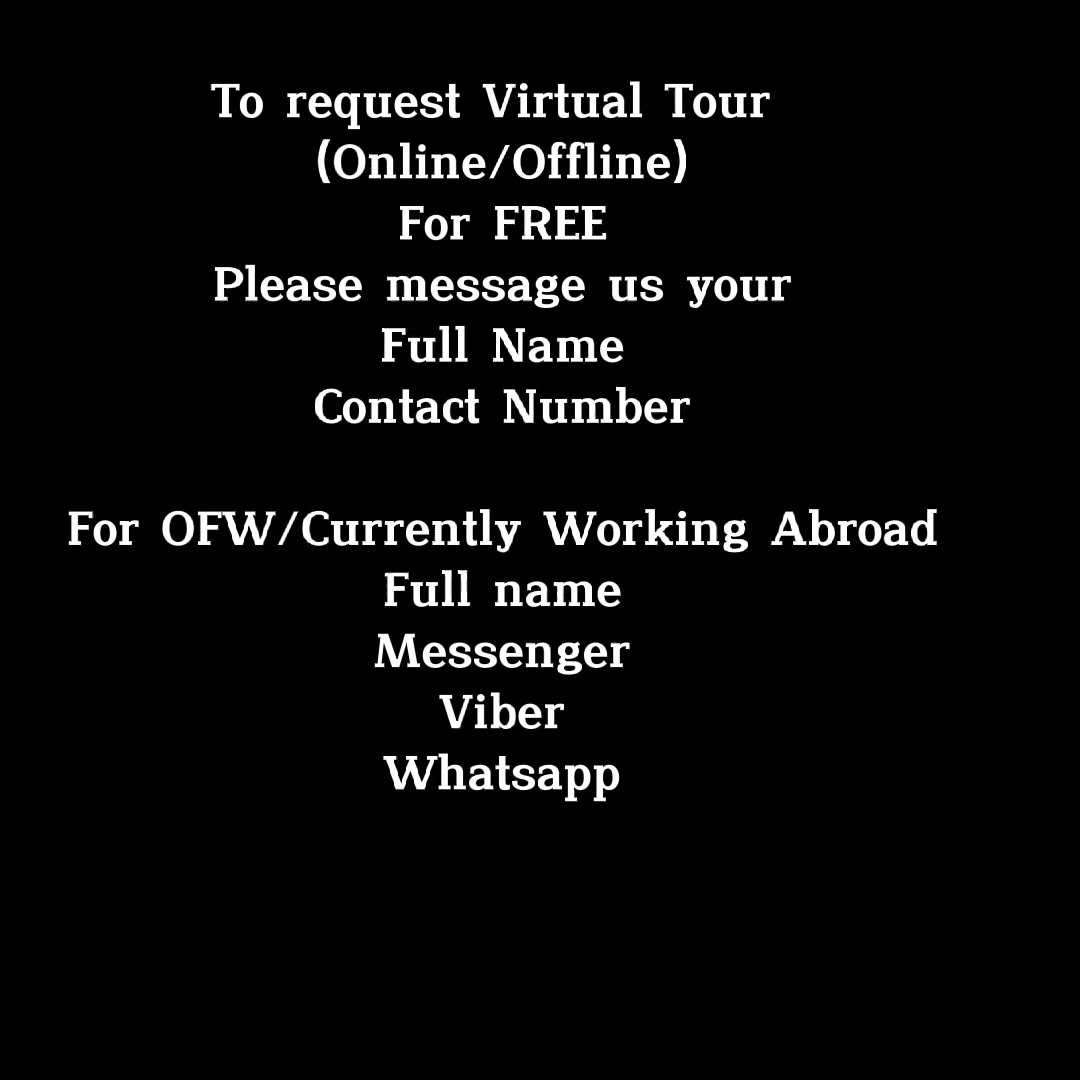 To request Virtual Tour
(Online/Offline)
For FREE
Please message us your
Full Name
Contact Number
For OFW/Currently Working Abroad
Full name
Messenger
Viber
Whatsapp